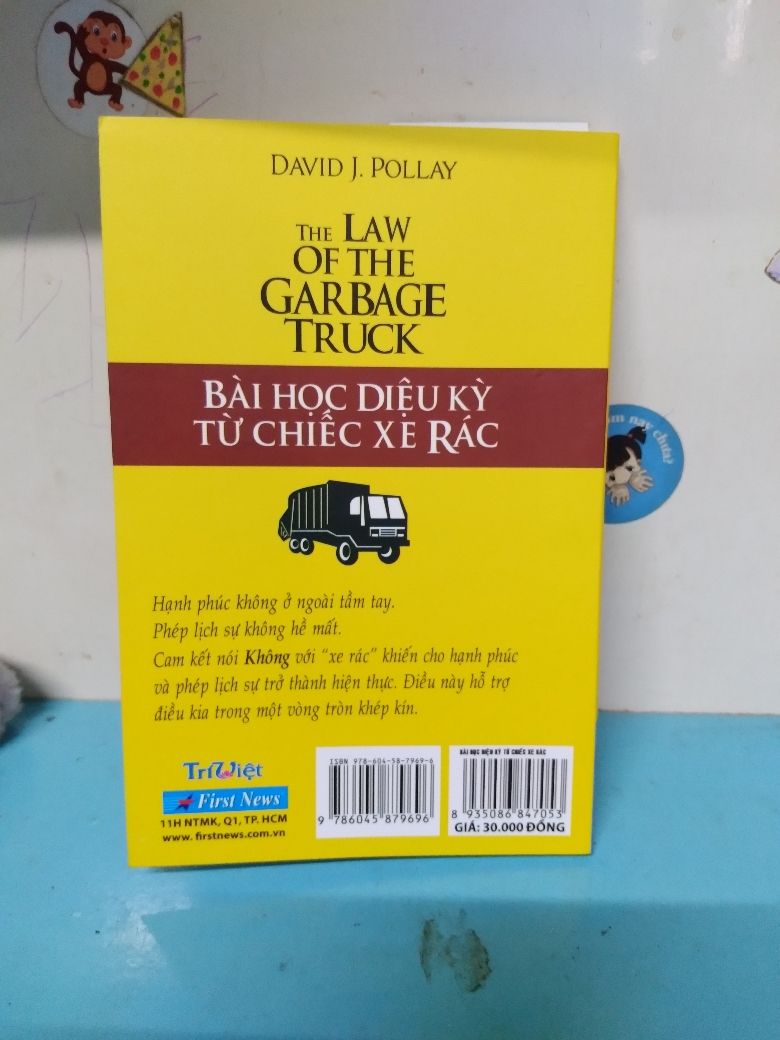 DAVID J. POLLAY
THE LAW
OF THE
GARBAGE
TRUCK
BÀI HỌC DIỆU KỲ
TỪ CHIẾC XE RÁC
Hạnh phúc không ở ngoài tầm tay.
Phép lịch sự không hề mất.
Cam kết nói Không với “xe rác” khiến cho hạnh phúc
và phép lịch sự trở thành hiện thực. Điều này hỗ trợ
điều kia trong một vòng tròn khép kín.
TríViệt
First News
11H NTMK, Q1, TP. HCM
www. firstnews.com.vn
ISBN 978-604-58-7969-6
9 786045 879696
BÀI HỌC DIỆU KỲ TỪ CHIẾC XE RÁC
8 935086 847053
GIÁ: 30.000 ĐỒNG
nay chưa?